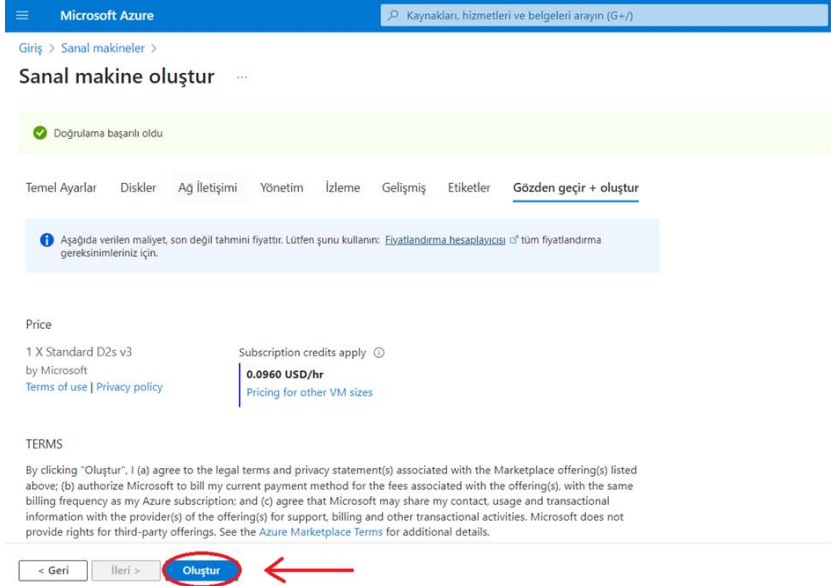 Microsoft Azure
Kaynakları, hizmetleri ve belgeleri arayın (G+/)
Giriş > Sanal makineler >
Sanal makine oluştur ...
Doğrulama başarılı oldu
Temel Ayarlar Diskler Ağ İletişimi Yönetim İzleme Gelişmiş Etiketler Gözden geçir + oluştur
Aşağıda verilen maliyet, son değil tahmini fiyattır. Lütfen şunu kullanın: Fiyatlandırma hesaplayıcısı tüm fiyatlandırma
gereksinimleriniz için.
Price
1 X Standard D2s v3
by Microsoft
Terms of use | Privacy policy
Subscription credits apply
0.0960 USD/hr
Pricing for other VM sizes
TERMS
By clicking "Oluştur", I (a) agree to the legal terms and privacy statement(s) associated with the Marketplace offering(s) listed
above; (b) authorize Microsoft to bill my current payment method for the fees associated with the offering(s), with the same
billing frequency as my Azure subscription; and (c) agree that Microsoft may share my contact, usage and transactional
information with the provider(s) of the offering(s) for support, billing and other transactional activities. Microsoft does not
provide rights for third-party offerings. See the Azure Marketplace Terms for additional details.
< Geri İleri > Oluştur